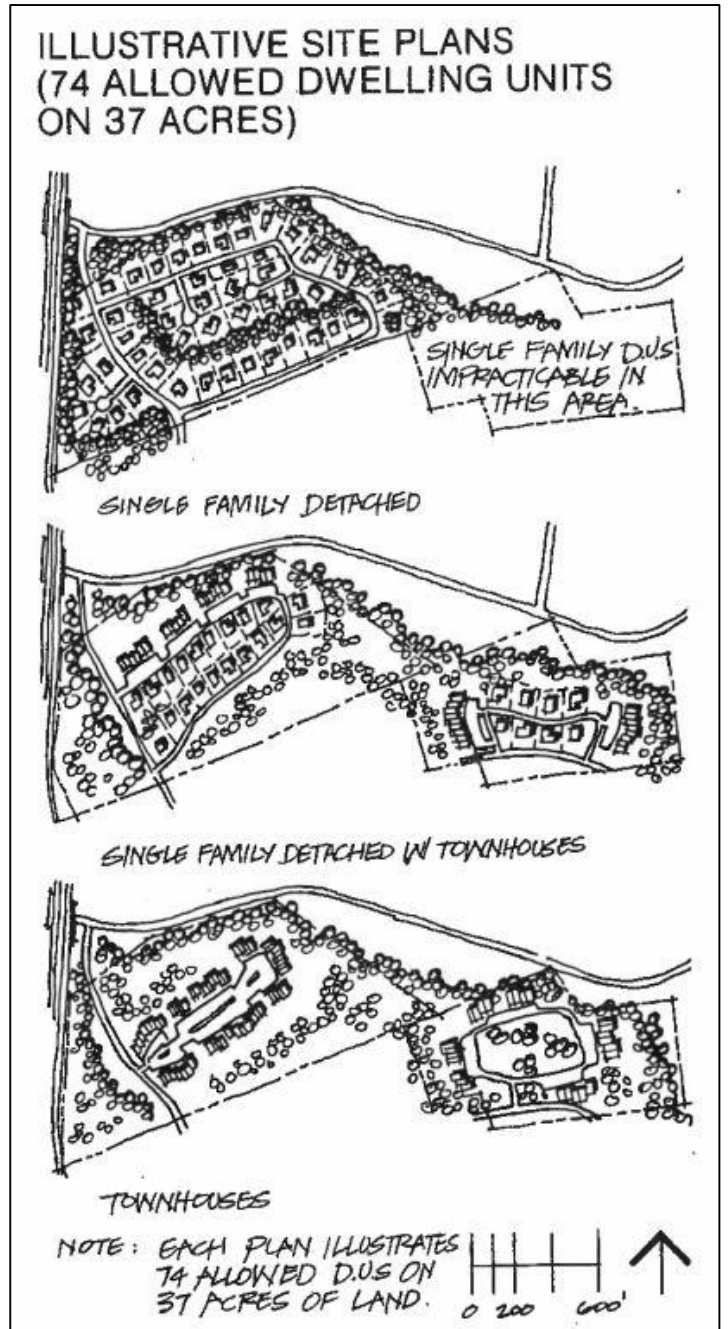 ILLUSTRATIVE SITE PLANS
(74 ALLOWED DWELLING UNITS
ON 37 ACRES)
SINGLE FAMILY D.U.S
IMPRACTICABLE IN
THIS AREA.
SINGLE FAMILY DETACHED
SINGLE FAMILY DETACHED W/ TOWNHOUSES
TOWNHOUSES
NOTE: EACH PLAN ILLUSTRATES
74 ALLOWED D.U.S ON
37 ACRES OF LAND.
0 200 600'